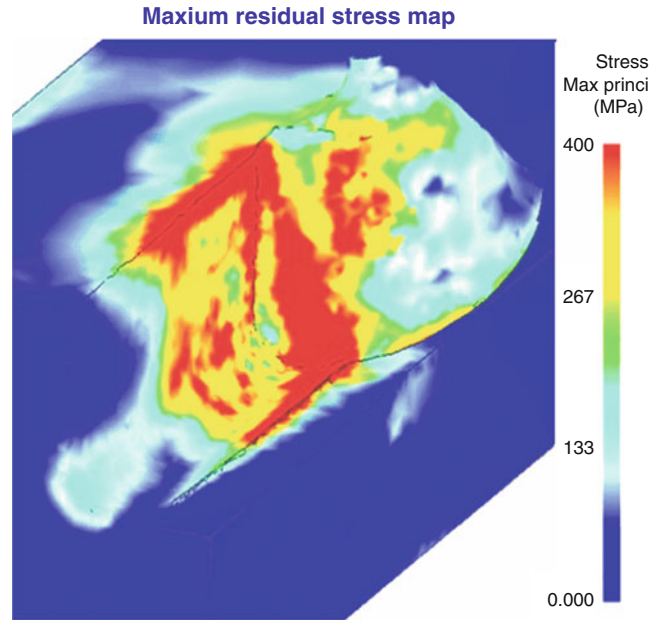 Maxium residual stress map
Stress
Max princi
(MPa)
400
267
133
0.000